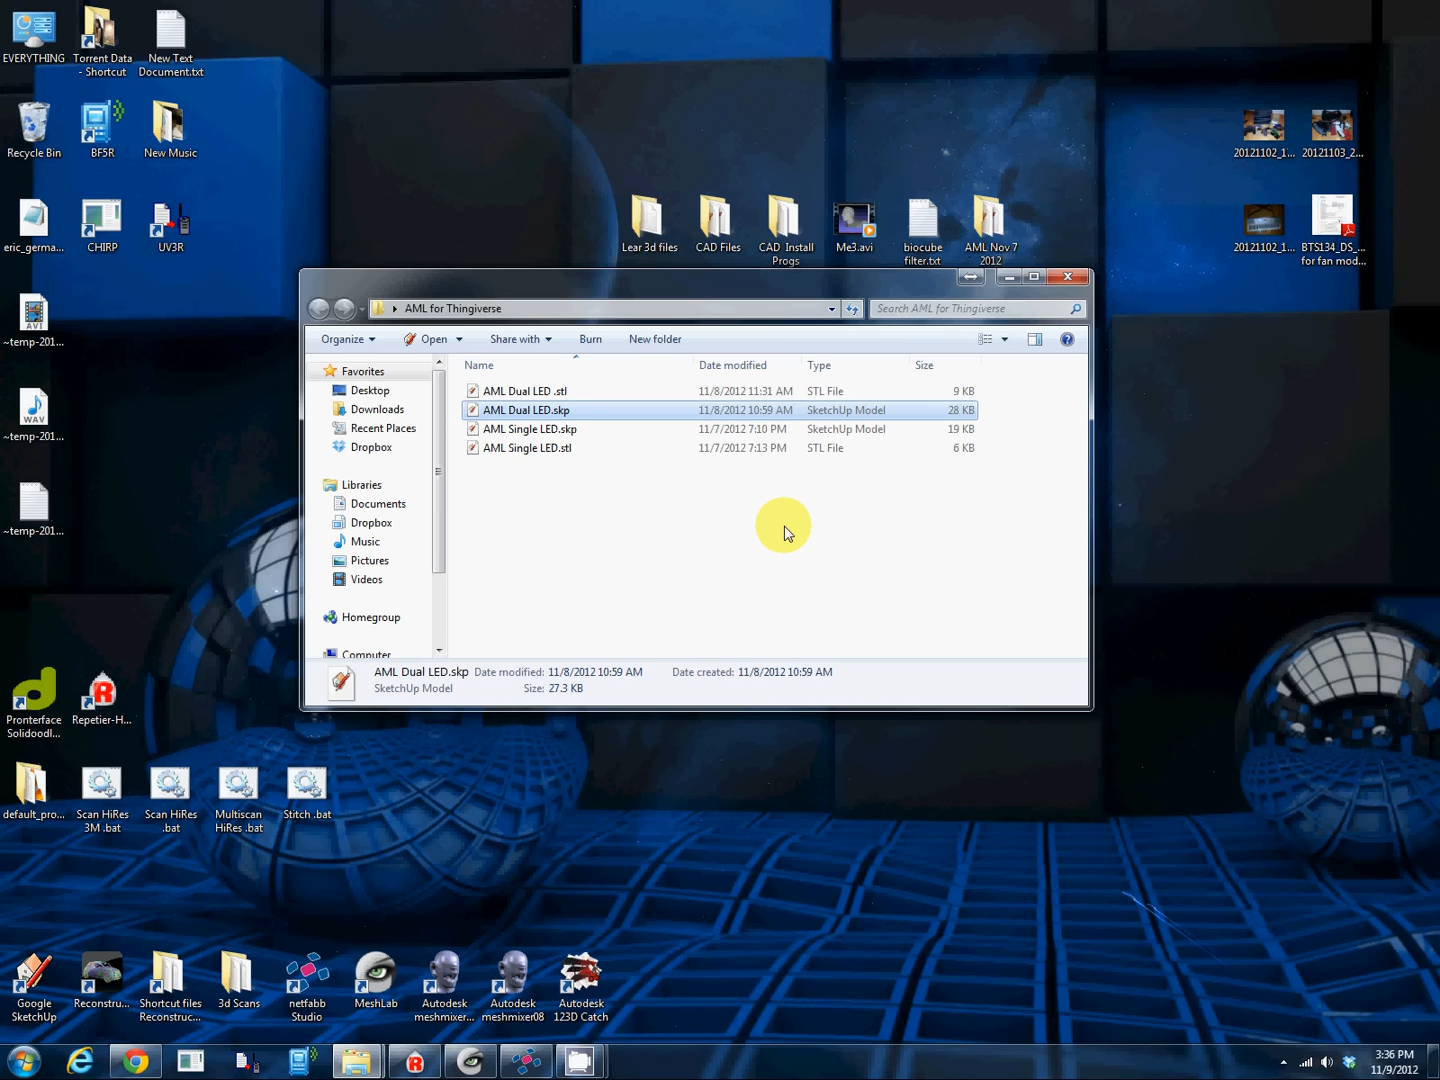 EVERYTHING
Torrent Data
- Shortcut
New Text
Document.txt
Recycle Bin
BF5R
New Music
20121102_1...
20121103_2...
eric_germa...
CHIRP
UV3R
Lear 3d files
CAD Files
CAD Install
Progs
Me3.avi
biocube
filter.txt
AML Nov 7
2012
20121102_1...
BTS134_DS_...
for fan mod...
AML for Thingiverse
Search AML for Thingiverse
Organize
Open
Share with
Burn
New folder
Favorites
Desktop
Downloads
Recent Places
Dropbox
Libraries
Documents
Dropbox
Music
Pictures
Videos
Homegroup
Computer
Name Date modified Type Size
AML Dual LED .stl 11/8/2012 11:31 AM STL File 9 KB
AML Dual LED.skp 11/8/2012 10:59 AM SketchUp Model 28 KB
AML Single LED.skp 11/7/2012 7:10 PM SketchUp Model 19 KB
AML Single LED.stl 11/7/2012 7:13 PM STL File 6 KB
AML Dual LED.skp Date modified: 11/8/2012 10:59 AM Date created: 11/8/2012 10:59 AM
SketchUp Model Size: 27.3 KB
~temp-201...
AVI
~temp-201...
WAV
~temp-201...
Pronterface
Solidoodl...
Repetier-H...
default_pro...
Scan HiRes
3M .bat
Scan HiRes
.bat
Multiscan
HiRes .bat
Stitch .bat
Google
SketchUp
Reconstru...
Shortcut files
Reconstruc...
3d Scans
netfabb
Studio
MeshLab
Autodesk
meshmixer...
Autodesk
meshmixer08
Autodesk
123D Catch
3:36 PM
11/9/2012